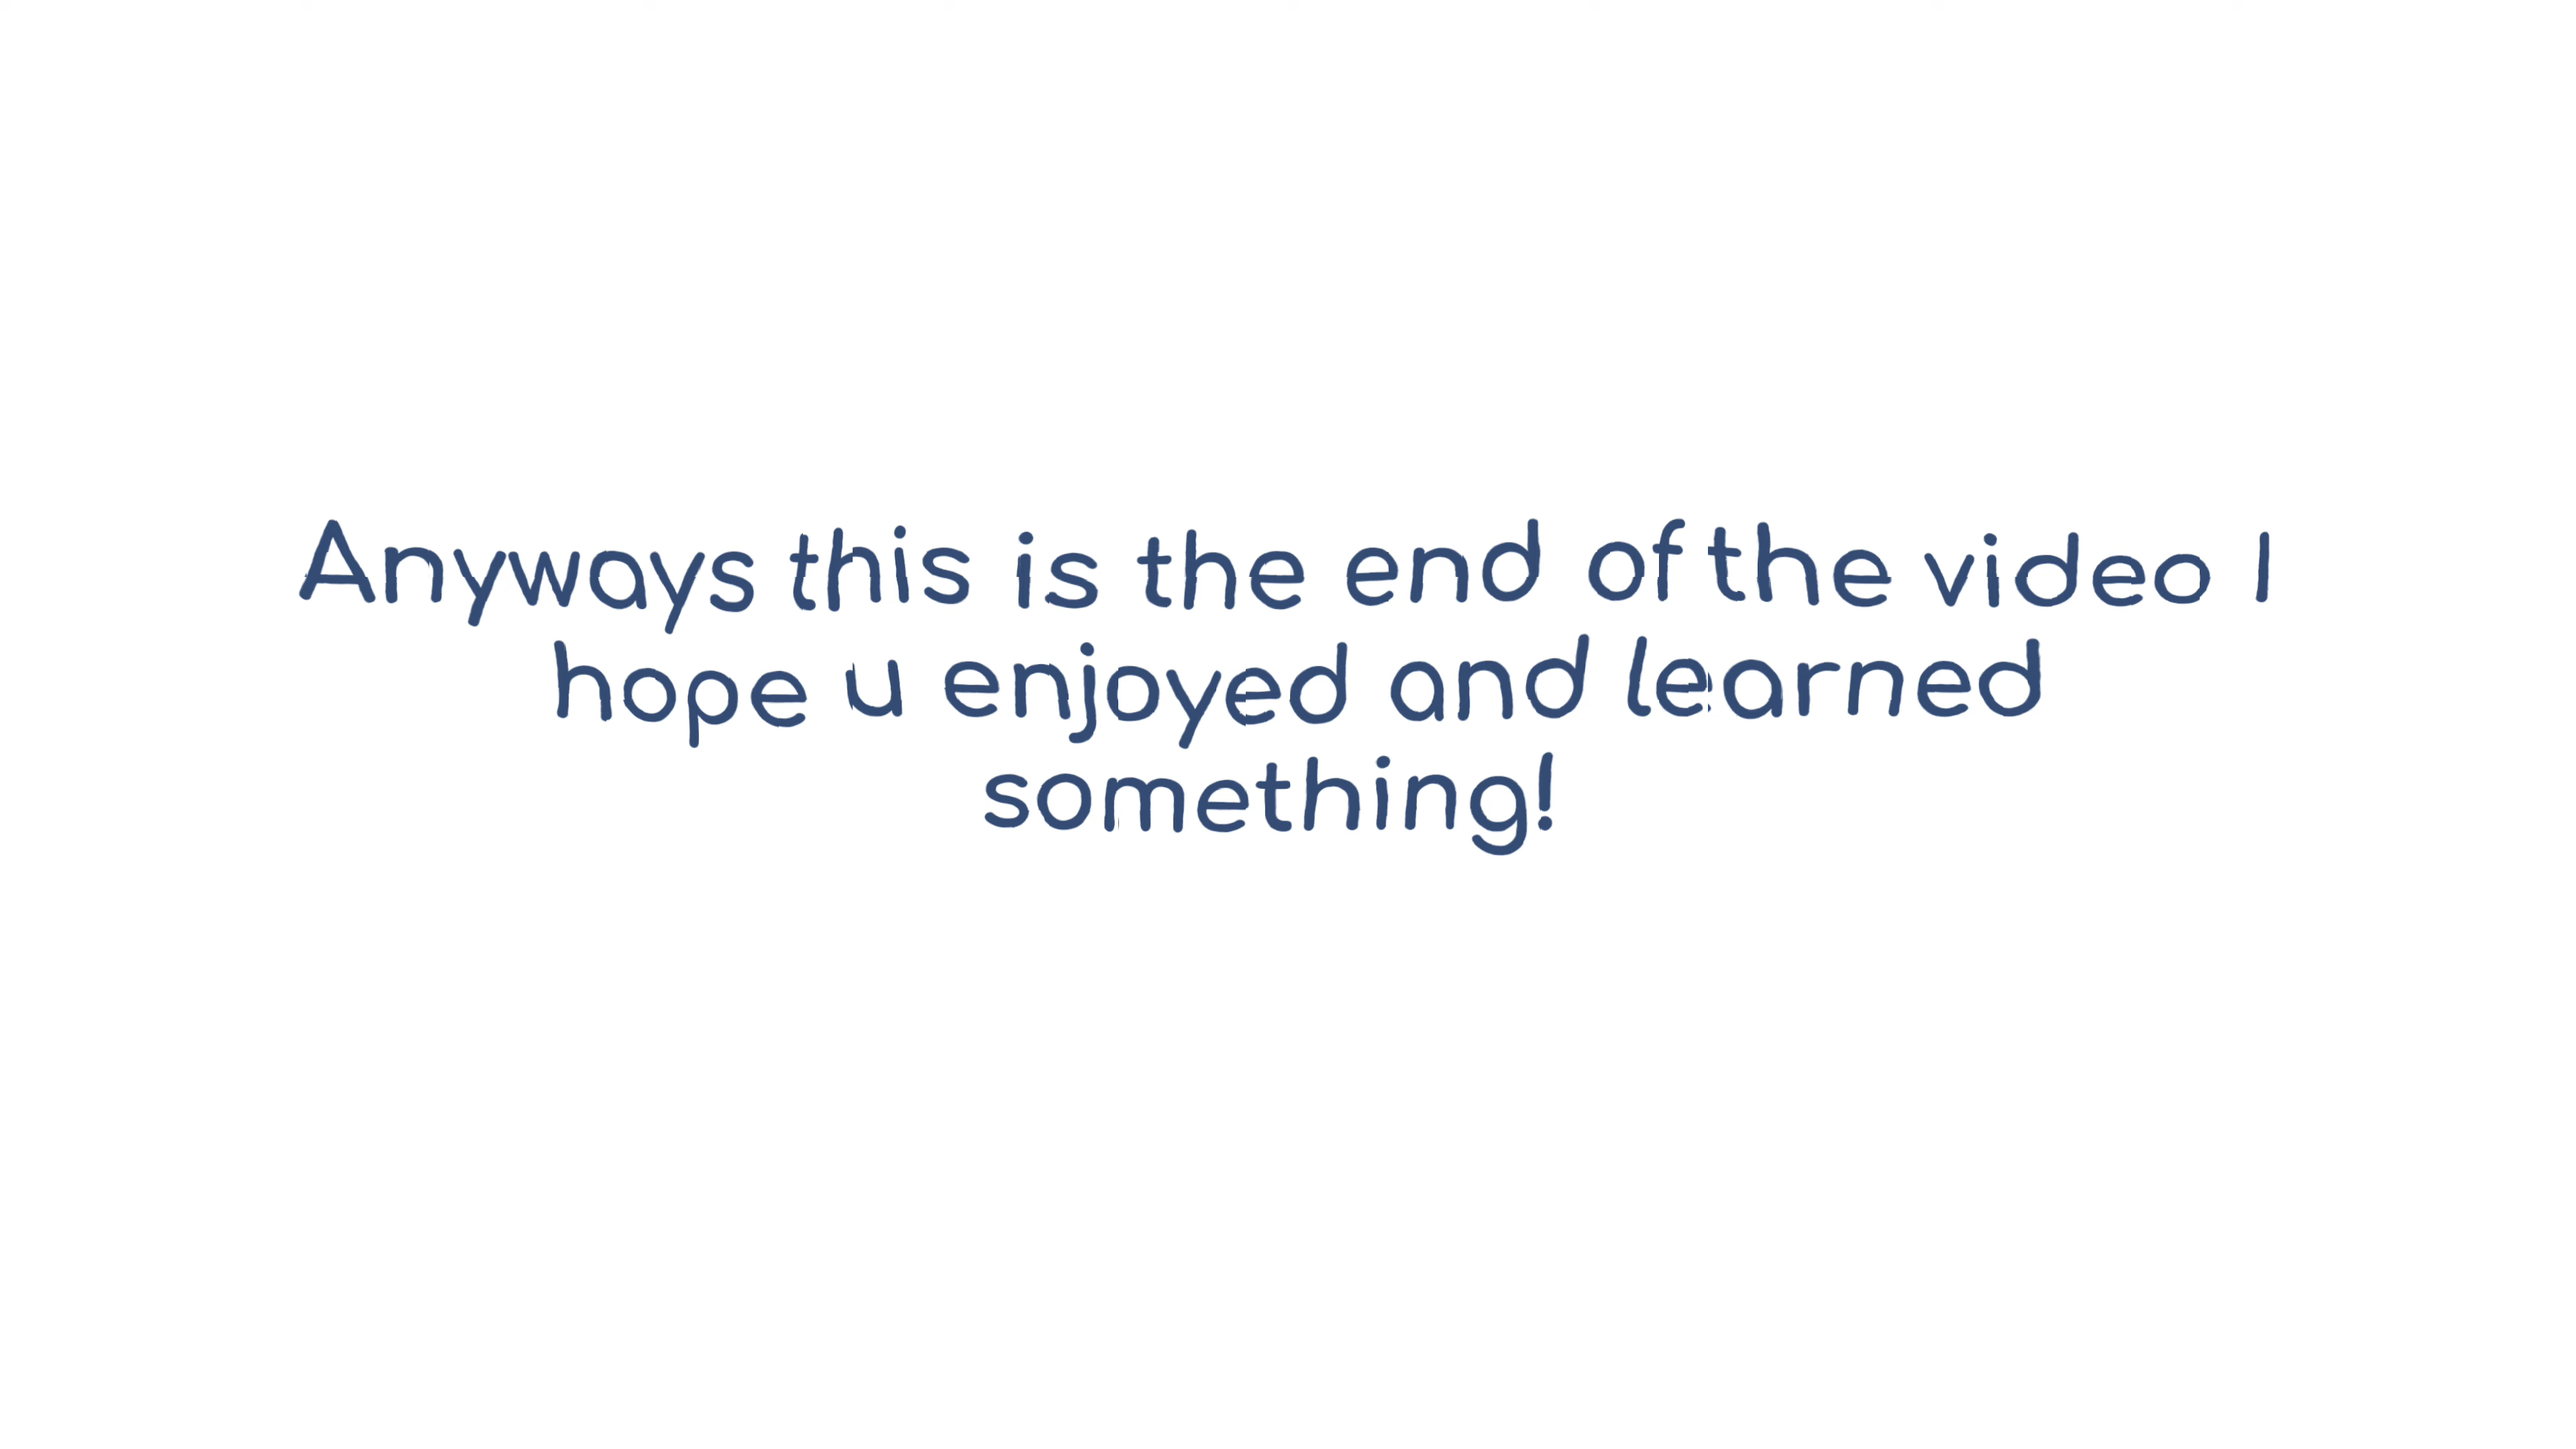 Anyways this is the end of the video I
hope u enjoyed and learned
something!